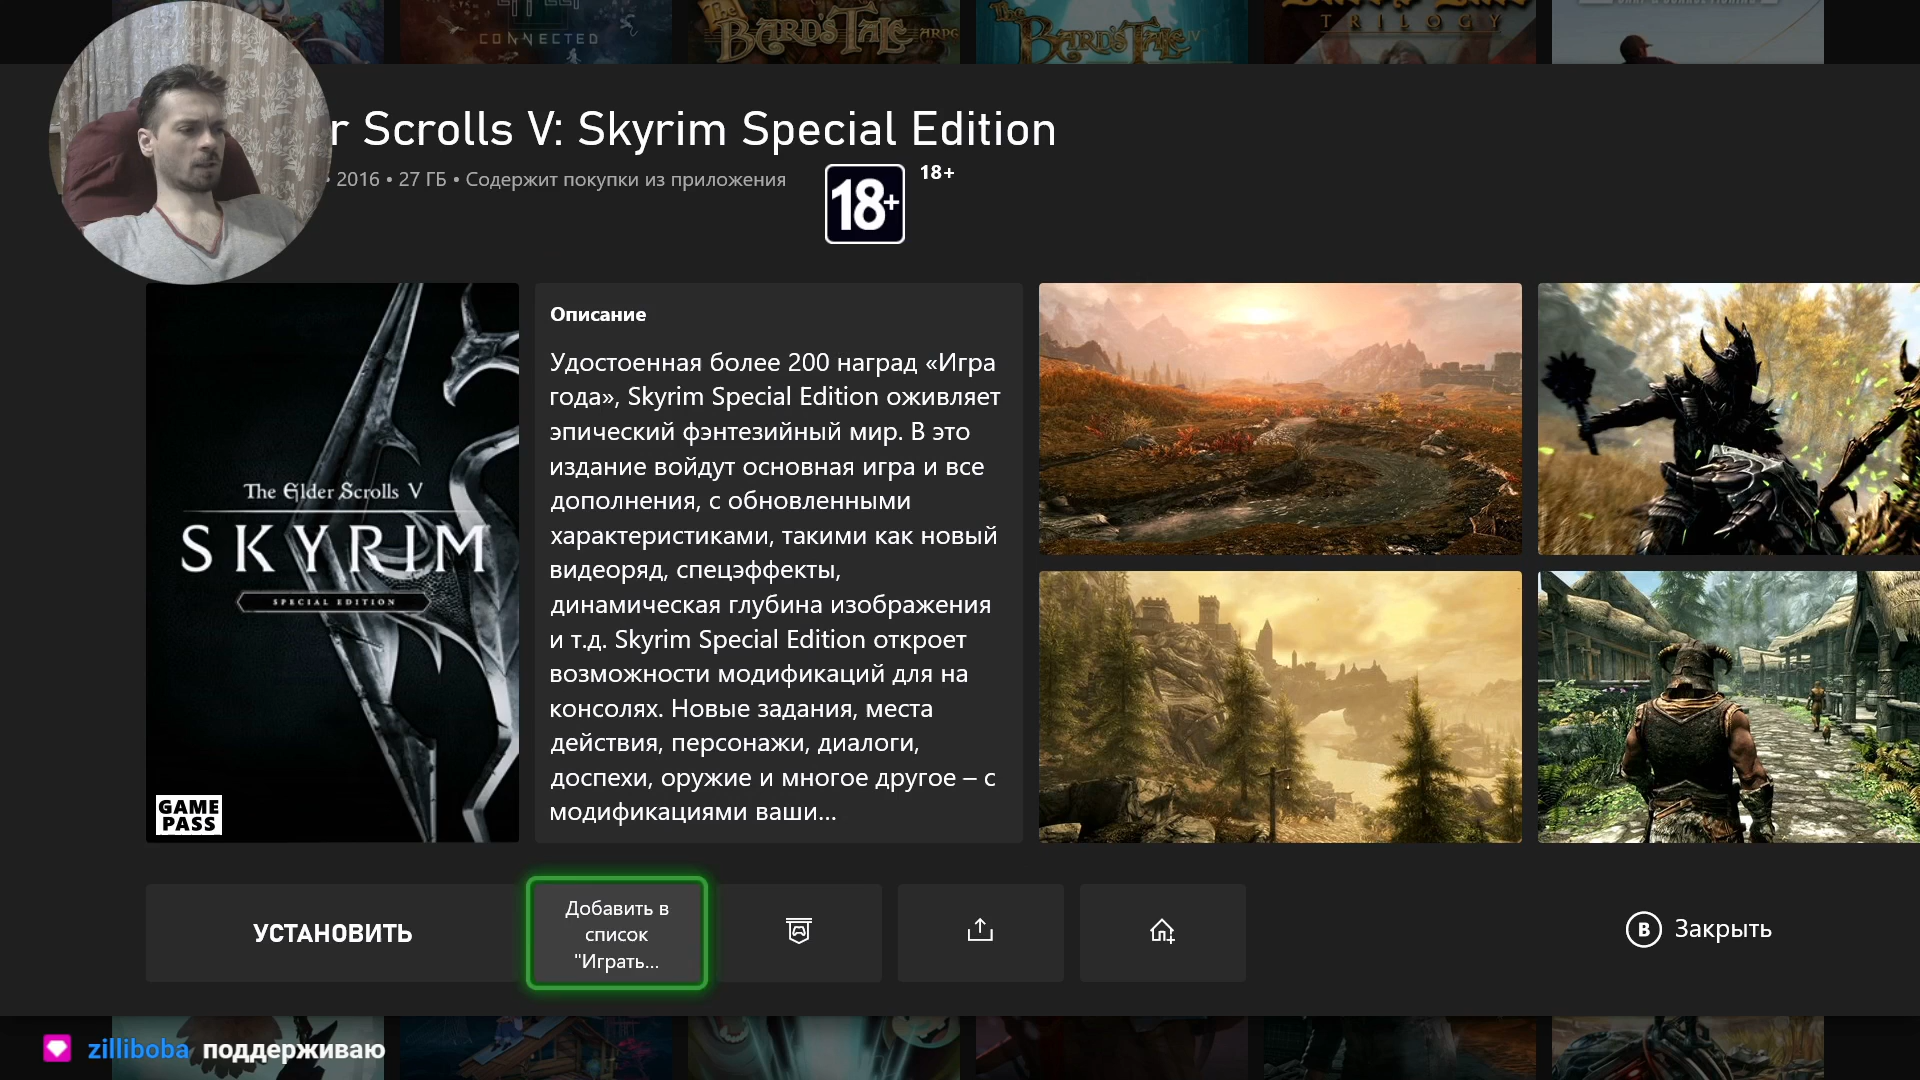 CONNECTED
The
BARD'S TALE ARPG
The
BARD'S TALE IV
TRILOGY
r Scrolls V: Skyrim Special Edition
• 2016 • 27 ГБ • Содержит покупки из приложения
18+
18+
The Elder Scrolls V
SKYRIM
SPECIAL EDITION
GAME
PASS
Описание
Удостоенная более 200 наград «Игра
года», Skyrim Special Edition оживляет
эпический фэнтезийный мир. В это
издание войдут основная игра и все
дополнения, с обновленными
характеристиками, такими как новый
видеоряд, спецэффекты,
динамическая глубина изображения
и т.д. Skyrim Special Edition откроет
возможности модификаций для на
консолях. Новые задания, места
действия, персонажи, диалоги,
доспехи, оружие и многое другое – с
модификациями ваши...
УСТАНОВИТЬ
Добавить в
список
"Играть...
B Закрыть
zilliboba поддерживаю